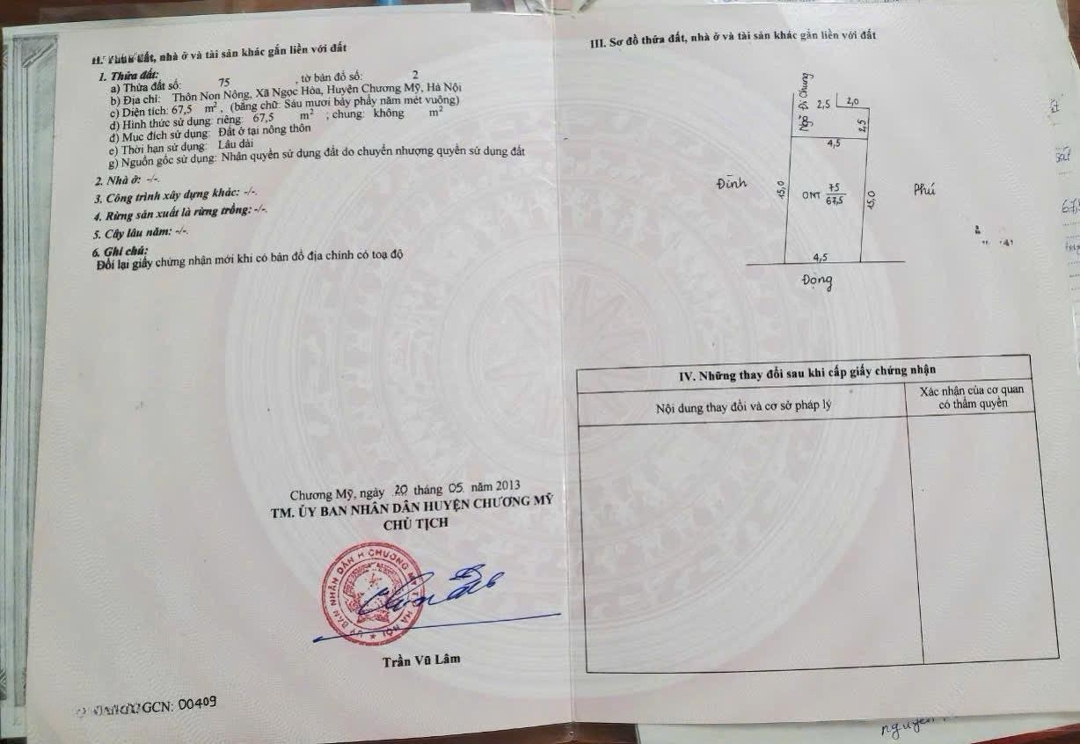 II. Thửa đất, nhà ở và tài sản khác gắn liền với đất
1. Thửa đất:
a) Thửa đất số: 75 , tờ bản đồ số: 2
b) Địa chỉ: Thôn Non Nông, Xã Ngọc Hòa, Huyện Chương Mỹ, Hà Nội
c) Diện tích: 67,5 m², (bằng chữ: Sáu mươi bảy phẩy năm mét vuông)
d) Hình thức sử dụng: riêng: 67,5 m² ; chung: không m²
đ) Mục đích sử dụng: Đất ở tại nông thôn
e) Thời hạn sử dụng: Lâu dài
g) Nguồn gốc sử dụng: Nhận quyền sử dụng đất do chuyển nhượng quyền sử dụng đất
2. Nhà ở: -/-.
3. Công trình xây dựng khác: -/-.
4. Rừng sản xuất là rừng trồng: -/-.
5. Cây lâu năm: -/-.
6. Ghi chú:
Đổi lại giấy chứng nhận mới khi có bản đồ địa chính có toạ độ
Chương Mỹ, ngày 20 tháng 05 năm 2013
TM. ỦY BAN NHÂN DÂN HUYỆN CHƯƠNG MỸ
CHỦ TỊCH
ỦY BAN NHÂN DÂN H CHƯƠNG MỸ T.P HÀ NỘI
Trần Vũ Lâm
GCN: 00409
III. Sơ đồ thửa đất, nhà ở và tài sản khác gắn liền với đất
Chung
2,5 2,0
2,5
4,5
Đình
15,0
ONT 75
67,5
15,0
Phú
4,5
Động
IV. Những thay đổi sau khi cấp giấy chứng nhận
Nội dung thay đổi và cơ sở pháp lý
Xác nhận của cơ quan
có thẩm quyền